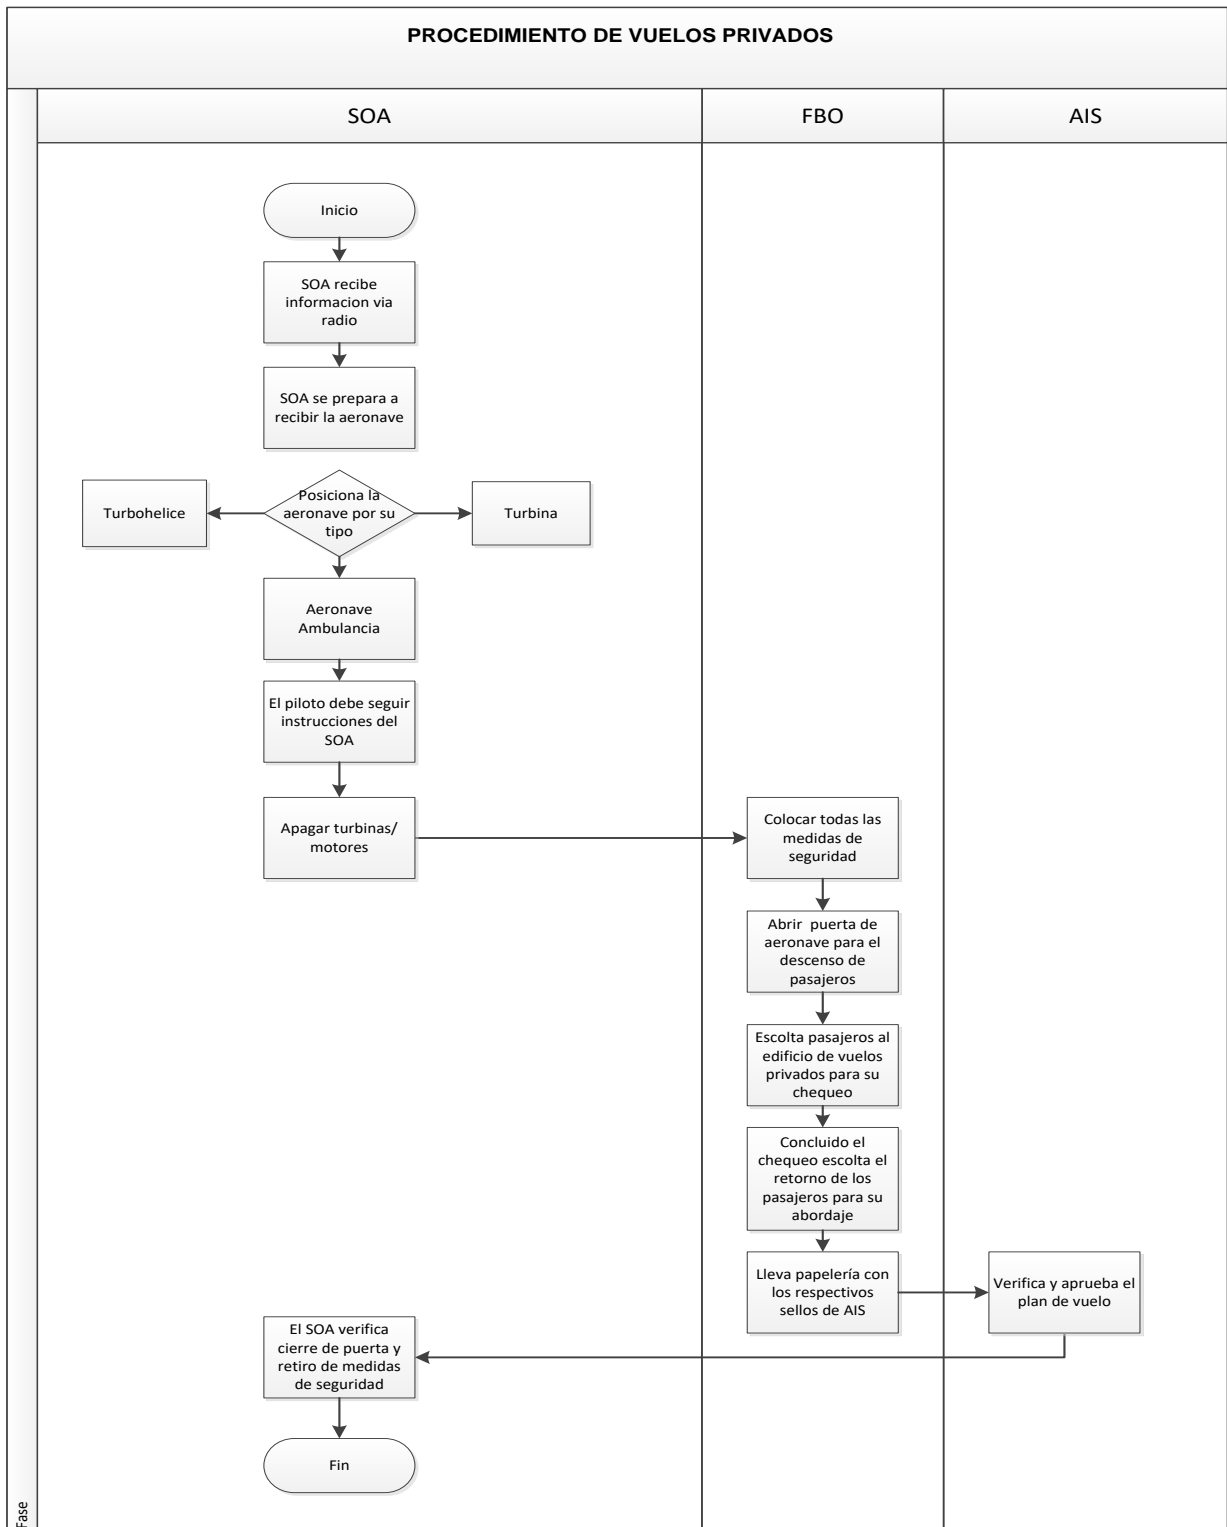 PROCEDIMIENTO DE VUELOS PRIVADOS
SOA
FBO
AIS
Inicio
SOA recibe
informacion via
radio
SOA se prepara a
recibir la aeronave
Posiciona la
aeronave por su
tipo
Turbohelice
Turbina
Aeronave
Ambulancia
El piloto debe seguir
instrucciones del
SOA
Apagar turbinas/
motores
Colocar todas las
medidas de
seguridad
Abrir puerta de
aeronave para el
descenso de
pasajeros
Escolta pasajeros al
edificio de vuelos
privados para su
chequeo
Concluido el
chequeo escolta el
retorno de los
pasajeros para su
abordaje
Lleva papelería con
los respectivos
sellos de AIS
Verifica y aprueba el
plan de vuelo
El SOA verifica
cierre de puerta y
retiro de medidas
de seguridad
Fin
Fase